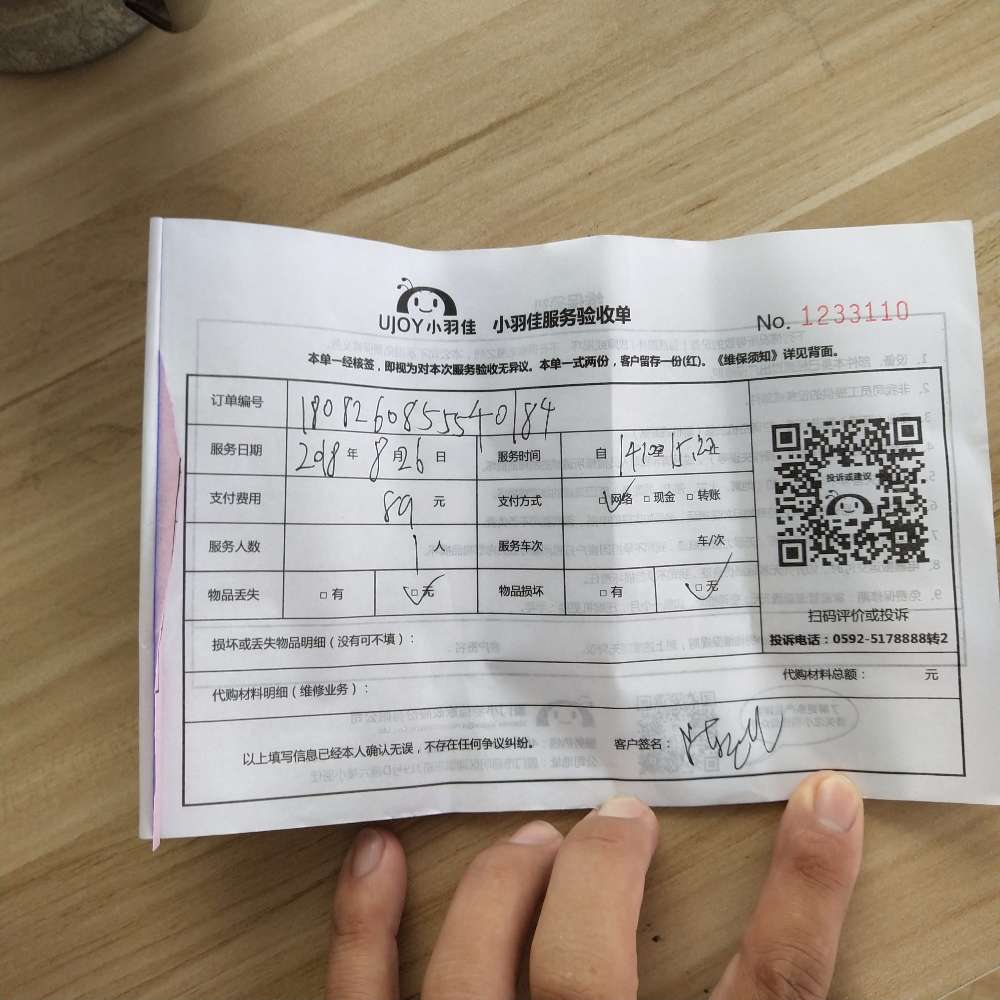 UJOY小羽佳 小羽佳服务验收单
No. 1233110
本单一经核签，即视为对本次服务验收无异议。本单一式两份，客户留存一份(红)。《维保须知》详见背面。
订单编号 1808260855540184
服务日期 2018 年 8 月 26 日 服务时间 自
支付费用 89 元 支付方式 □网络 □现金 □转账
服务人数 1 人 服务车次 车/次
物品丢失 □有 □无 物品损坏 □有 □无
投诉或建议
扫码评价或投诉
投诉电话：0592-5178888转2
损坏或丢失物品明细（没有可不填）：
代购材料明细（维修业务）： 代购材料总额： 元
以上填写信息已经本人确认无误，不存在任何争议纠纷。 客户签名：